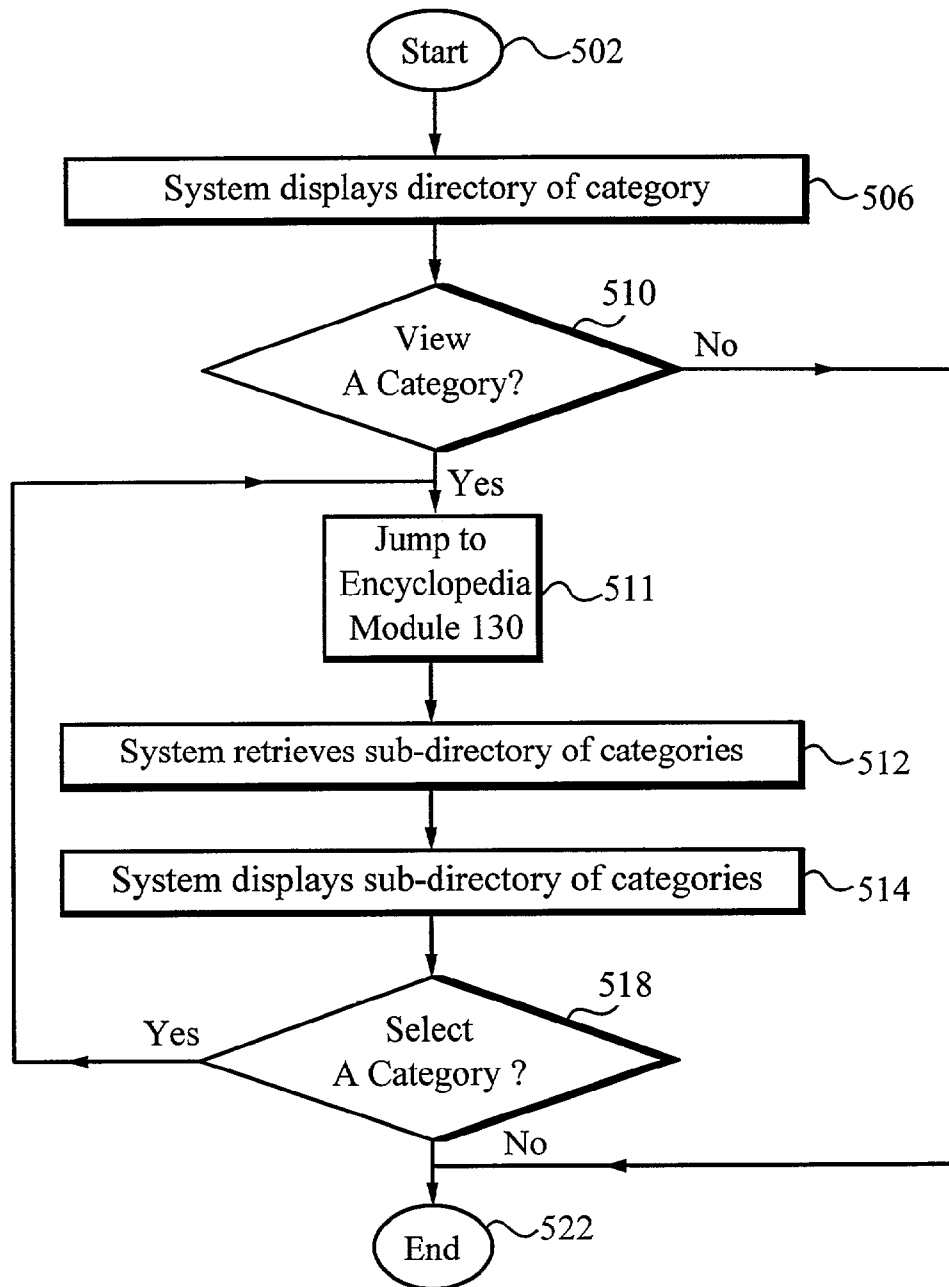 Start
502
System displays directory of category
506
510
View
A Category?
No
Yes
Jump to
Encyclopedia
Module 130
511
System retrieves sub-directory of categories
512
System displays sub-directory of categories
514
518
Yes
Select
A Category ?
No
End
522